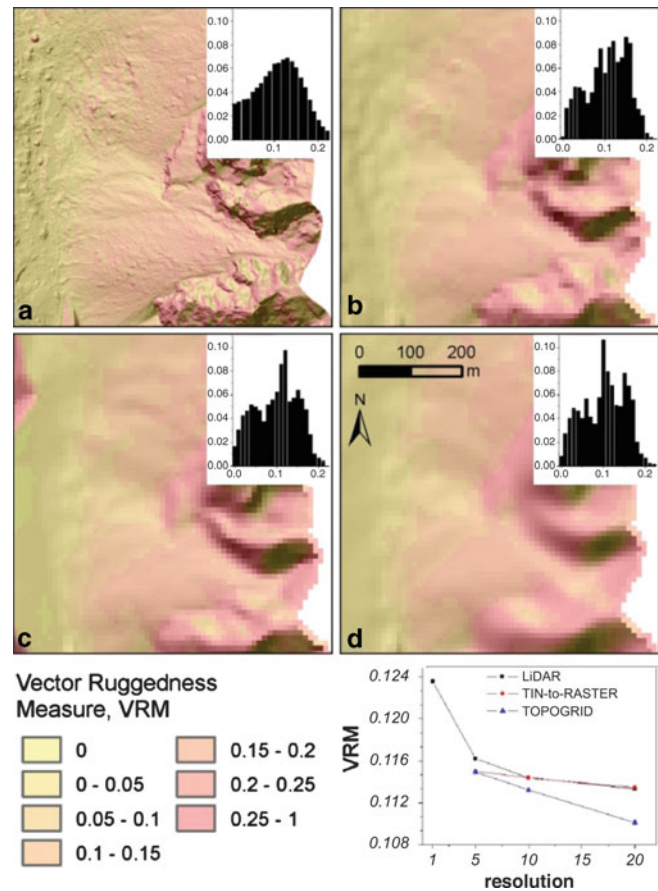 0.10
0.08
0.06
0.04
0.02
0.00
0.1 0.2
a
0.10
0.08
0.06
0.04
0.02
0.00
0.0 0.1 0.2
b
0.10
0.08
0.06
0.04
0.02
0.00
0.0 0.1 0.2
c
0 100 200
m
N
0.10
0.08
0.06
0.04
0.02
0.00
0.0 0.1 0.2
d
Vector Ruggedness
Measure, VRM
0
0 - 0.05
0.05 - 0.1
0.1 - 0.15
0.15 - 0.2
0.2 - 0.25
0.25 - 1
VRM
0.124
0.120
0.116
0.112
0.108
LiDAR
TIN-to-RASTER
TOPOGRID
1 5 10 15 20
resolution